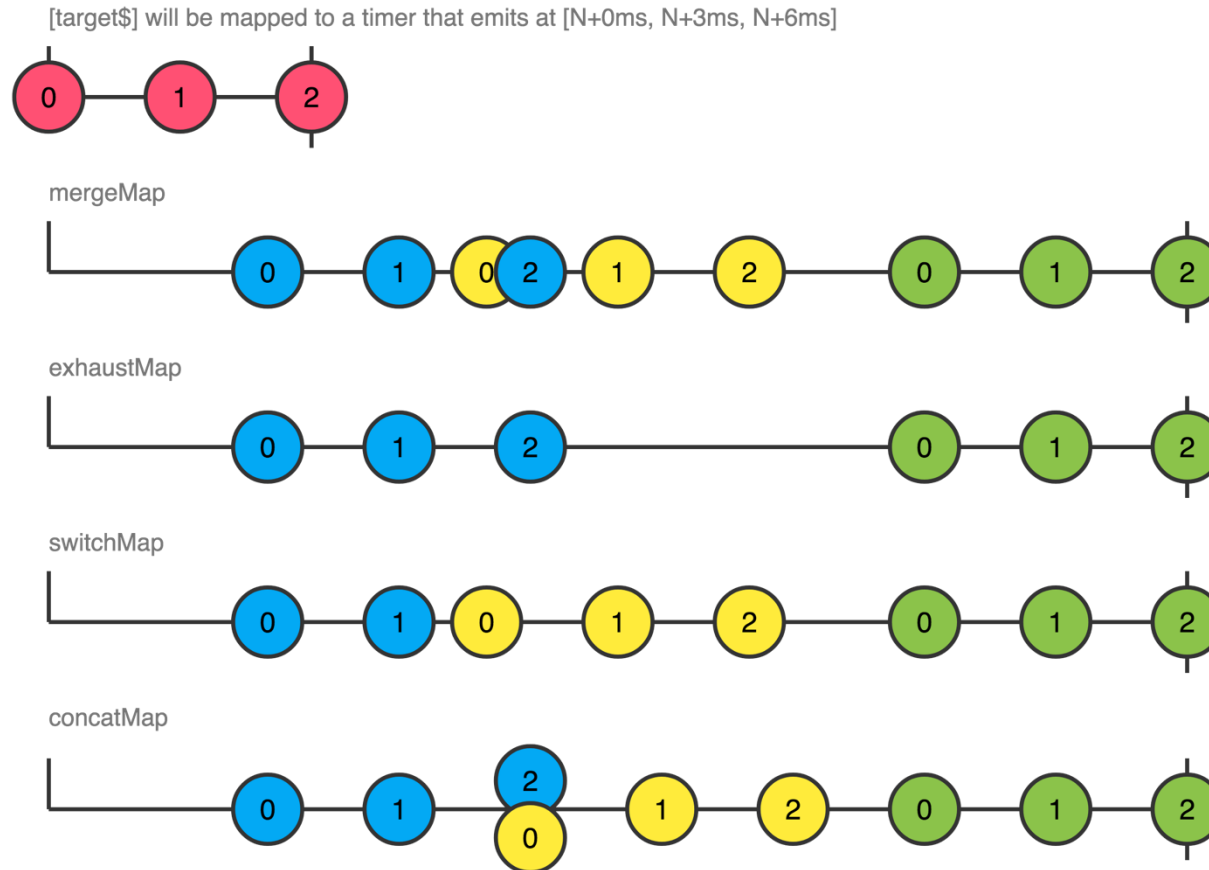 [target$] will be mapped to a timer that emits at [N+0ms, N+3ms, N+6ms]
0 1 2
mergeMap
0 1 0 2 1 2 0 1 2
exhaustMap
0 1 2 0 1 2
switchMap
0 1 0 1 2 0 1 2
concatMap
2
0 1 1 2 0 1 2
0